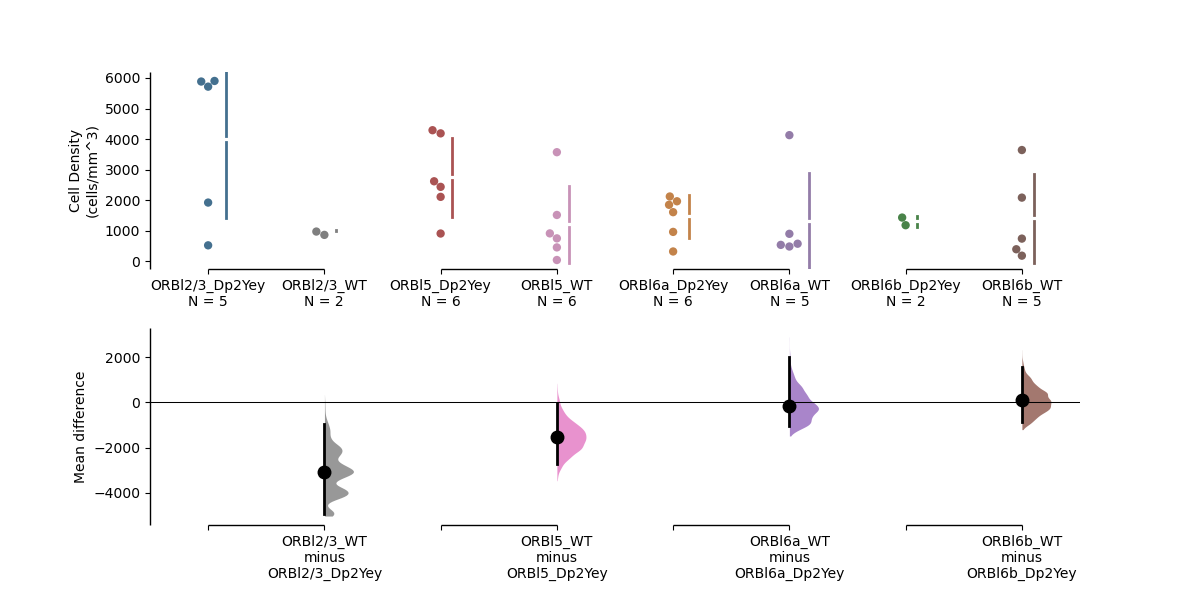 6000
5000
4000
3000
2000
1000
0
Cell Density
(cells/mm^3)
ORBl2/3_Dp2Yey
N = 5
ORBl2/3_WT
N = 2
ORBl5_Dp2Yey
N = 6
ORBl5_WT
N = 6
ORBl6a_Dp2Yey
N = 6
ORBl6a_WT
N = 5
ORBl6b_Dp2Yey
N = 2
ORBl6b_WT
N = 5
2000
0
−2000
−4000
Mean difference
ORBl2/3_WT
minus
ORBl2/3_Dp2Yey
ORBl5_WT
minus
ORBl5_Dp2Yey
ORBl6a_WT
minus
ORBl6a_Dp2Yey
ORBl6b_WT
minus
ORBl6b_Dp2Yey